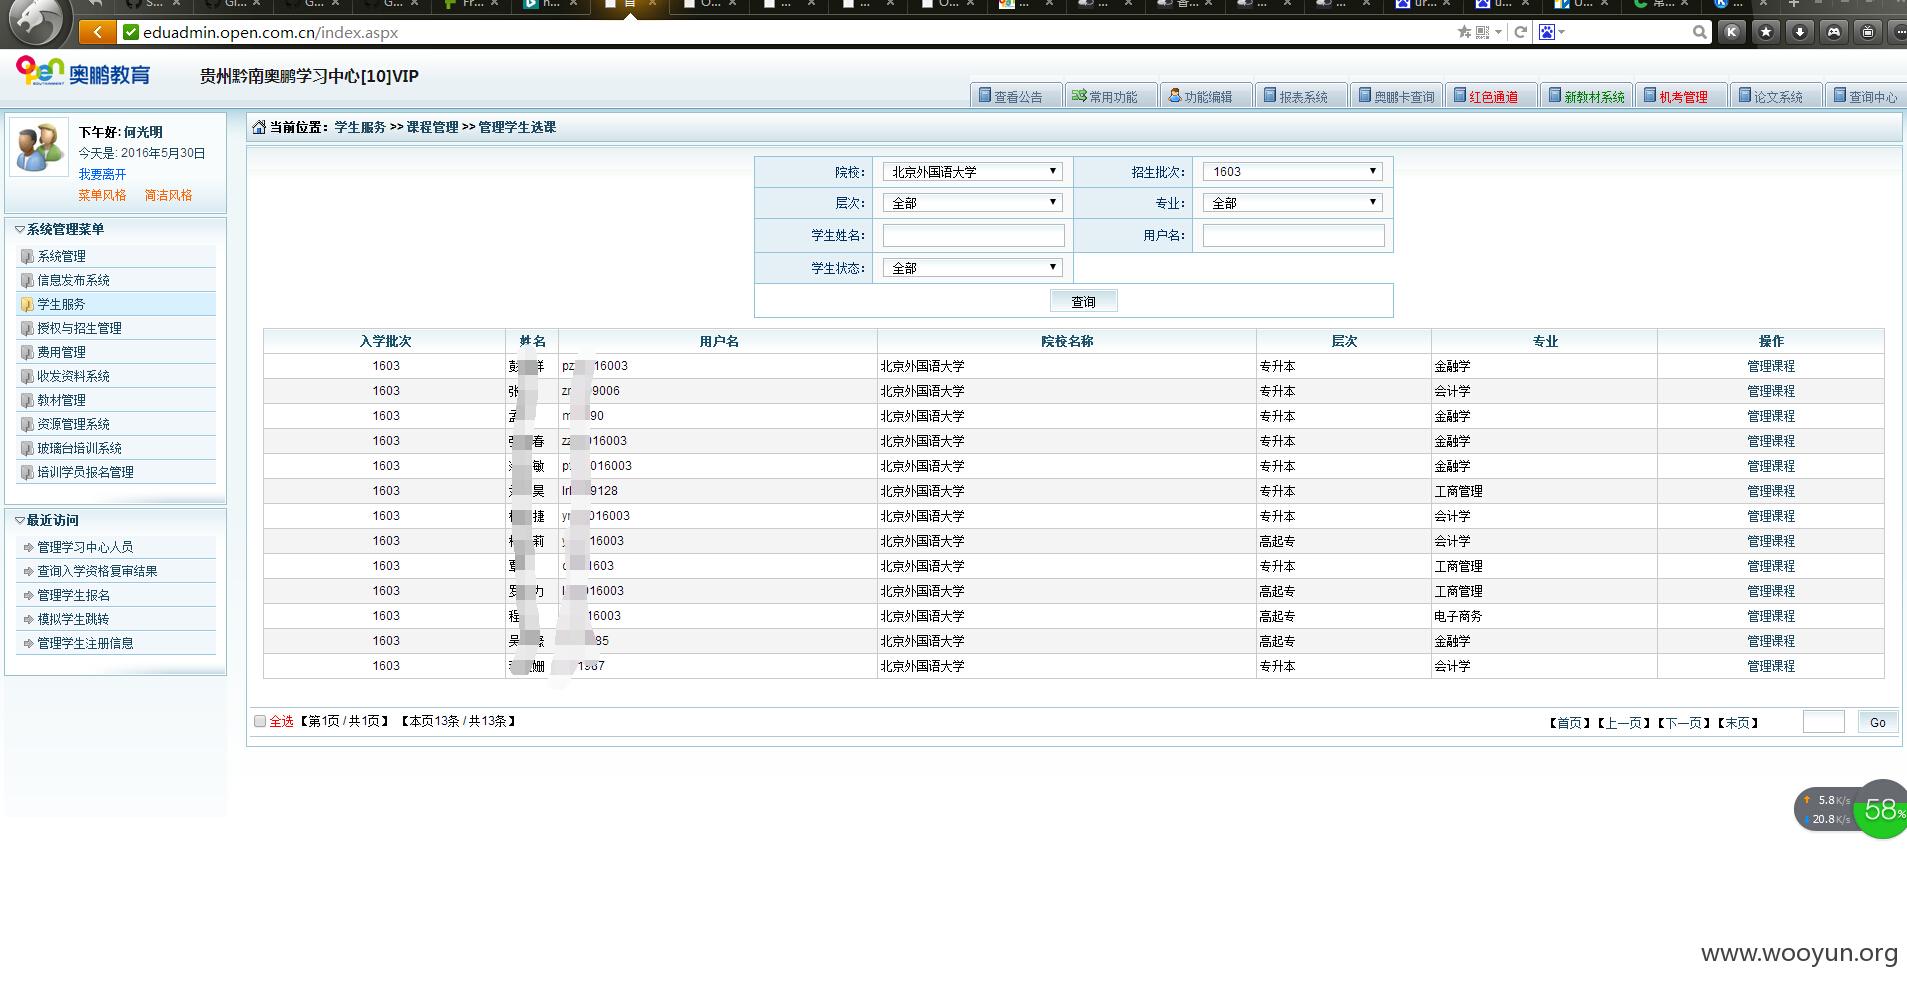 eduadmin.open.com.cn/index.aspx
open 奥鹏教育
贵州黔南奥鹏学习中心[10]VIP
查看公告 常用功能 功能编辑 报表系统 奥鹏卡查询 红色通道 新教材系统 机考管理 论文系统 查询中心
下午好:何光明
今天是: 2016年5月30日
我要离开
菜单风格 简洁风格
系统管理菜单
系统管理
信息发布系统
学生服务
授权与招生管理
费用管理
收发资料系统
教材管理
资源管理系统
玻璃台培训系统
培训学员报名管理
最近访问
管理学习中心人员
查询入学资格复审结果
管理学生报名
模拟学生跳转
管理学生注册信息
当前位置：学生服务 >> 课程管理 >> 管理学生选课
院校： 北京外国语大学 招生批次： 1603
层次： 全部 专业： 全部
学生姓名： 用户名：
学生状态： 全部
查询
入学批次 姓名 用户名 院校名称 层次 专业 操作
1603 彭 祥 pz 16003 北京外国语大学 专升本 金融学 管理课程
1603 张 9006 北京外国语大学 专升本 会计学 管理课程
1603 孟 m 90 北京外国语大学 专升本 金融学 管理课程
1603 春 zz 016003 北京外国语大学 专升本 金融学 管理课程
1603 敏 016003 北京外国语大学 专升本 金融学 管理课程
1603 昊 9128 北京外国语大学 专升本 工商管理 管理课程
1603 捷 016003 北京外国语大学 专升本 会计学 管理课程
1603 莉 16003 北京外国语大学 高起专 会计学 管理课程
1603 1603 北京外国语大学 专升本 工商管理 管理课程
1603 力 16003 北京外国语大学 高起专 工商管理 管理课程
1603 程 16003 北京外国语大学 高起专 电子商务 管理课程
1603 吴 85 北京外国语大学 高起专 金融学 管理课程
1603 姗 1987 北京外国语大学 专升本 会计学 管理课程
全选【第1页 / 共1页】 【本页13条 / 共13条】
【首页】【上一页】【下一页】【末页】 Go
5.8K/s
20.8K/s
58%
www.wooyun.org